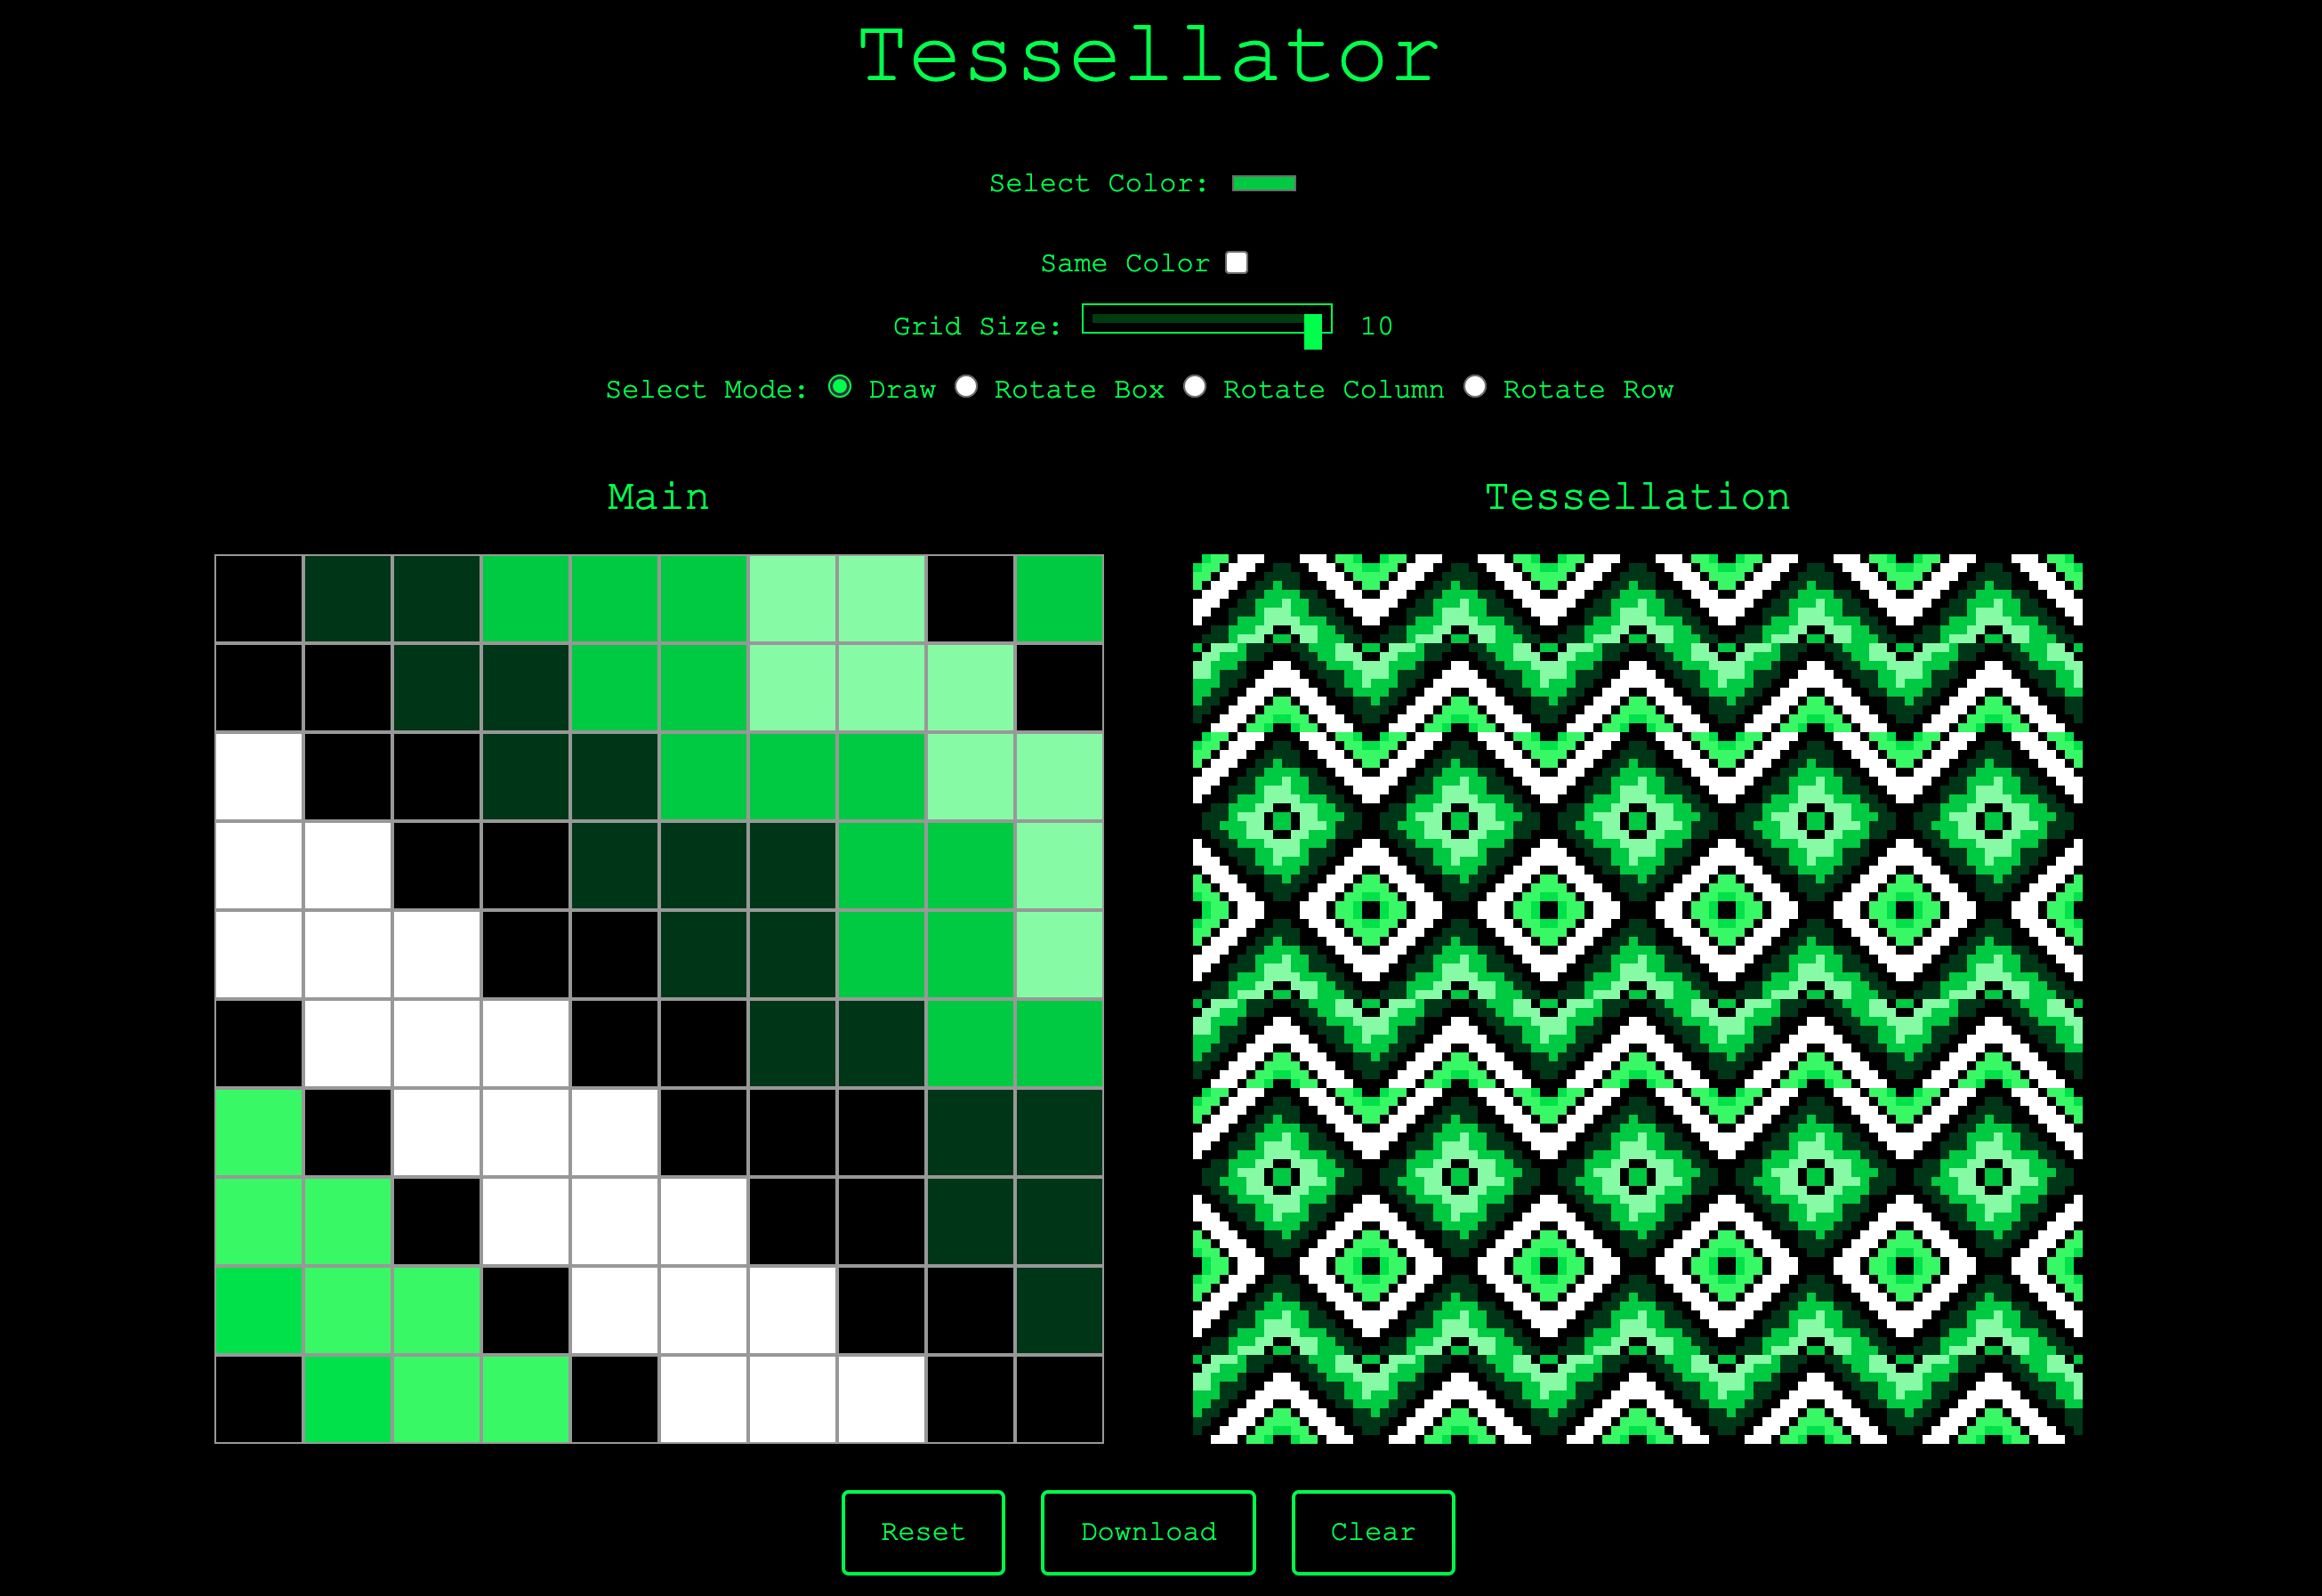 Tessellator
Select Color:
Same Color
Grid Size: 10
Select Mode: Draw Rotate Box Rotate Column Rotate Row
Main Tessellation
Reset Download Clear